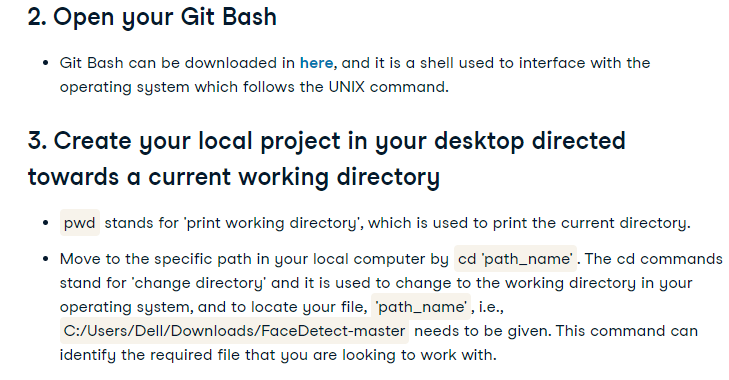 2. Open your Git Bash
• Git Bash can be downloaded in here, and it is a shell used to interface with the
operating system which follows the UNIX command.
3. Create your local project in your desktop directed
towards a current working directory
• pwd stands for 'print working directory', which is used to print the current directory.
• Move to the specific path in your local computer by cd 'path_name'. The cd commands
stand for 'change directory' and it is used to change to the working directory in your
operating system, and to locate your file, 'path_name', i.e.,
C:/Users/Dell/Downloads/FaceDetect-master needs to be given. This command can
identify the required file that you are looking to work with.